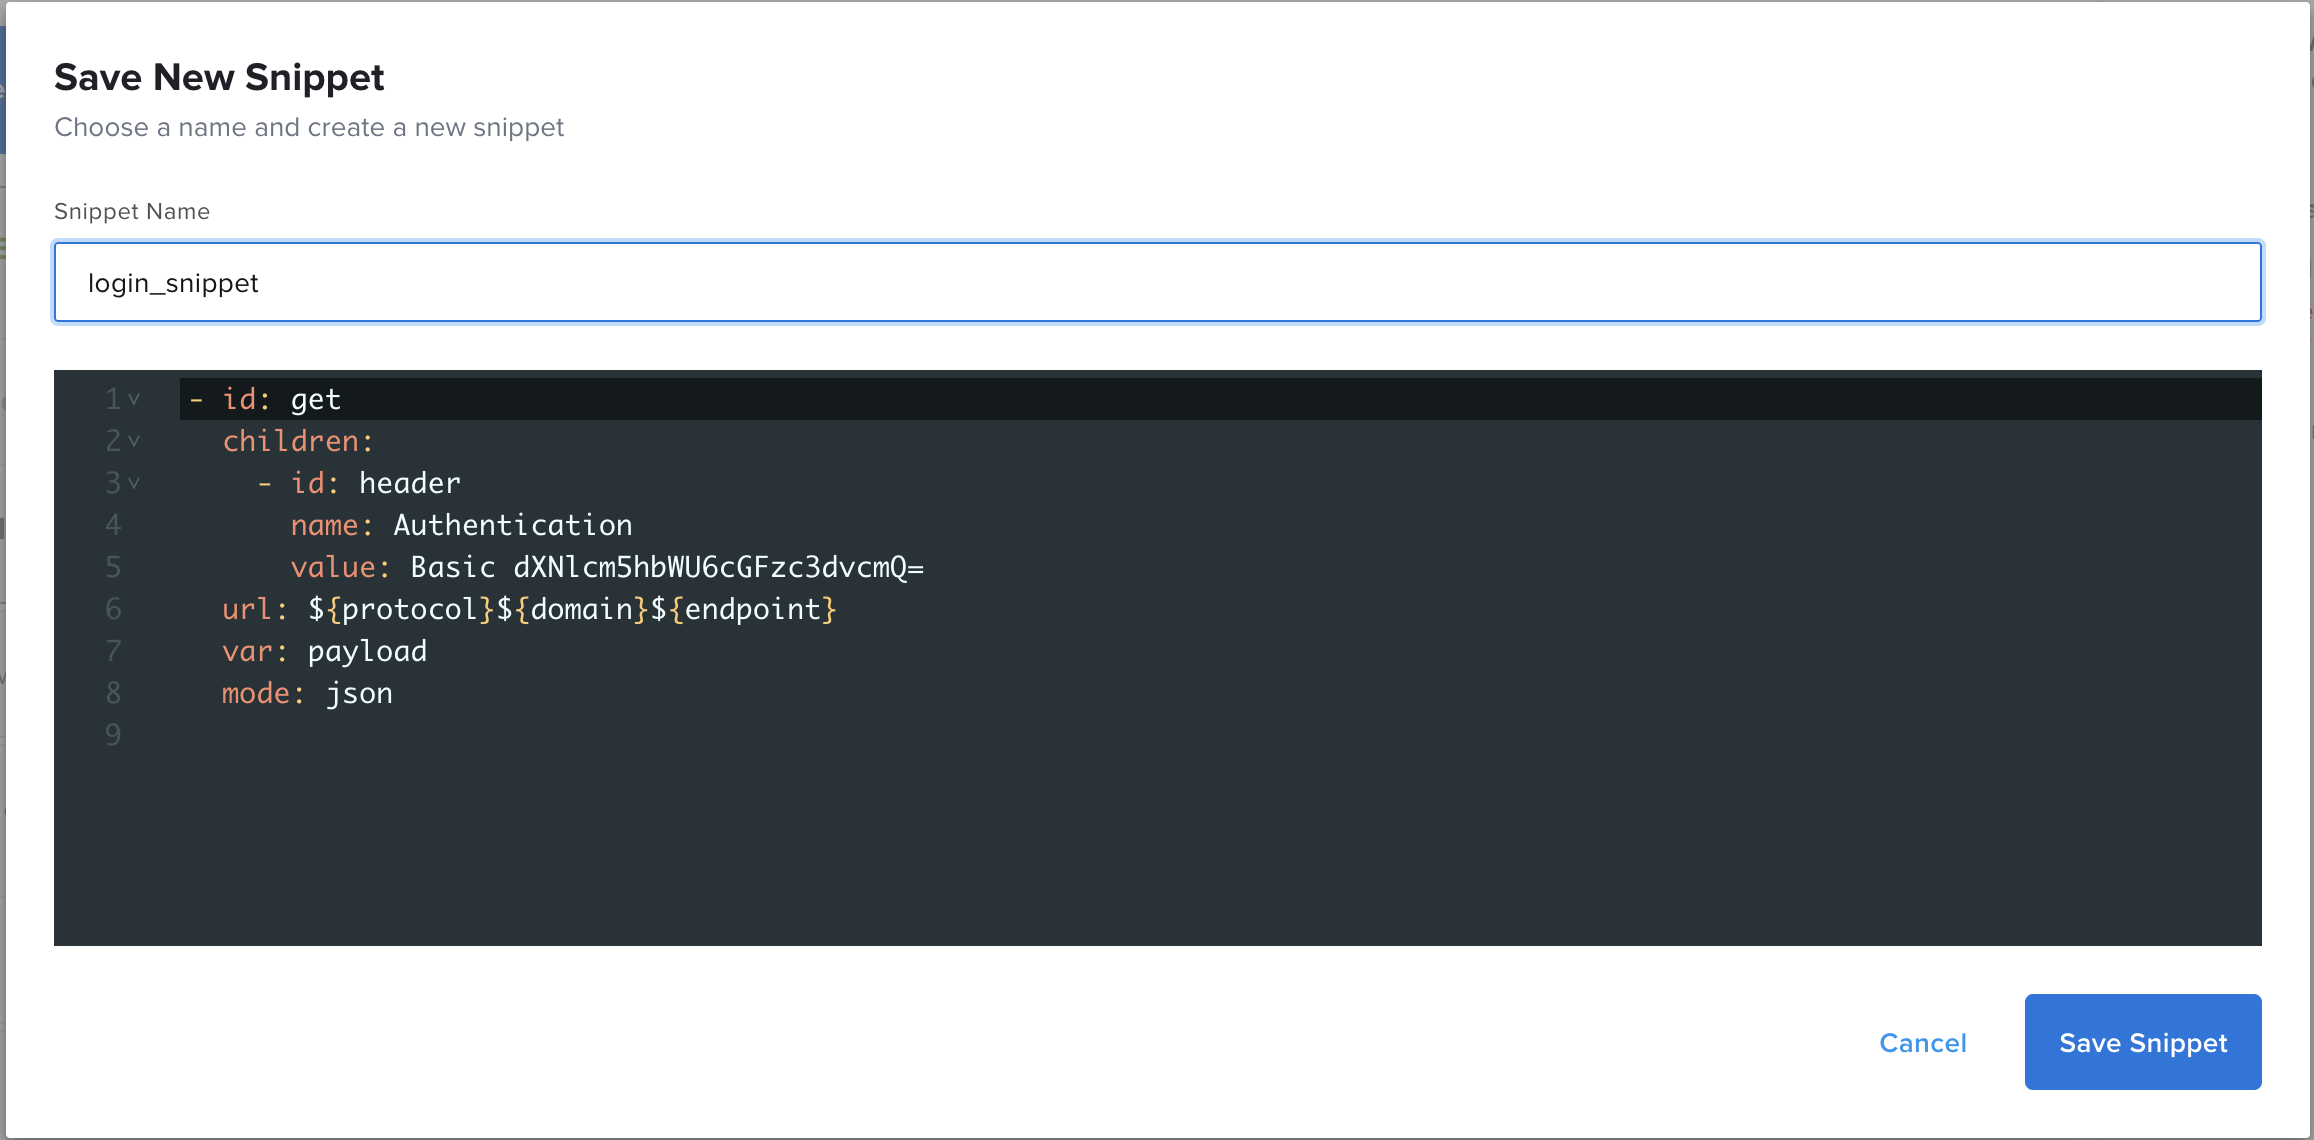 Save New Snippet
Choose a name and create a new snippet
Snippet Name
login_snippet
1 - id: get
2 children:
3 - id: header
4 name: Authentication
5 value: Basic dXNlcm5hbWU6cGFzc3dvcmQ=
6 url: ${protocol}${domain}${endpoint}
7 var: payload
8 mode: json
9
Cancel
Save Snippet